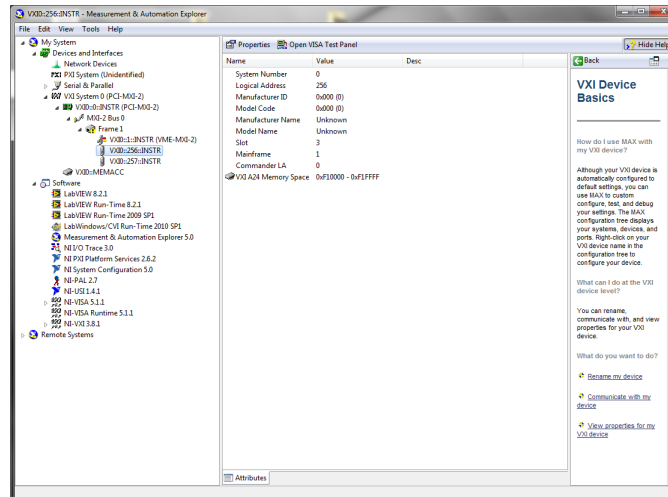 VXI0::256::INSTR - Measurement & Automation Explorer
File Edit View Tools Help
My System
Devices and Interfaces
Network Devices
PXI PXI System (Unidentified)
Serial & Parallel
VXI VXI System 0 (PCI-MXI-2)
VXI0::0::INSTR (PCI-MXI-2)
MXI-2 Bus 0
Frame 1
VXI0::1::INSTR (VME-MXI-2)
VXI0::256::INSTR
VXI0::257::INSTR
VXI0::MEMACC
Software
LabVIEW 8.2.1
LabVIEW Run-Time 8.2.1
LabVIEW Run-Time 2009 SP1
LabWindows/CVI Run-Time 2010 SP1
Measurement & Automation Explorer 5.0
NI I/O Trace 3.0
NI PXI Platform Services 2.6.2
NI System Configuration 5.0
NI-PAL 2.7
NI-USI 1.4.1
NI-VISA 5.1.1
NI-VISA Runtime 5.1.1
NI-VXI 3.8.1
Remote Systems
Properties Open VISA Test Panel
Name Value Desc
System Number 0
Logical Address 256
Manufacturer ID 0x000 (0)
Model Code 0x000 (0)
Manufacturer Name Unknown
Model Name Unknown
Slot 3
Mainframe 1
Commander LA 0
VXI A24 Memory Space 0xF10000 - 0xF1FFFF
Attributes
Hide Help
Back
VXI Device
Basics
How do I use MAX with
my VXI device?
Although your VXI device is
automatically configured to
default settings, you can
use MAX to custom
configure, test, and debug
your settings. The MAX
configuration tree displays
your systems, devices, and
ports. Right-click on your
VXI device name in the
configuration tree to
configure your device.
What can I do at the VXI
device level?
You can rename,
communicate with, and view
properties for your VXI
device.
What do you want to do?
Rename my device
Communicate with my
device
View properties for my
VXI device